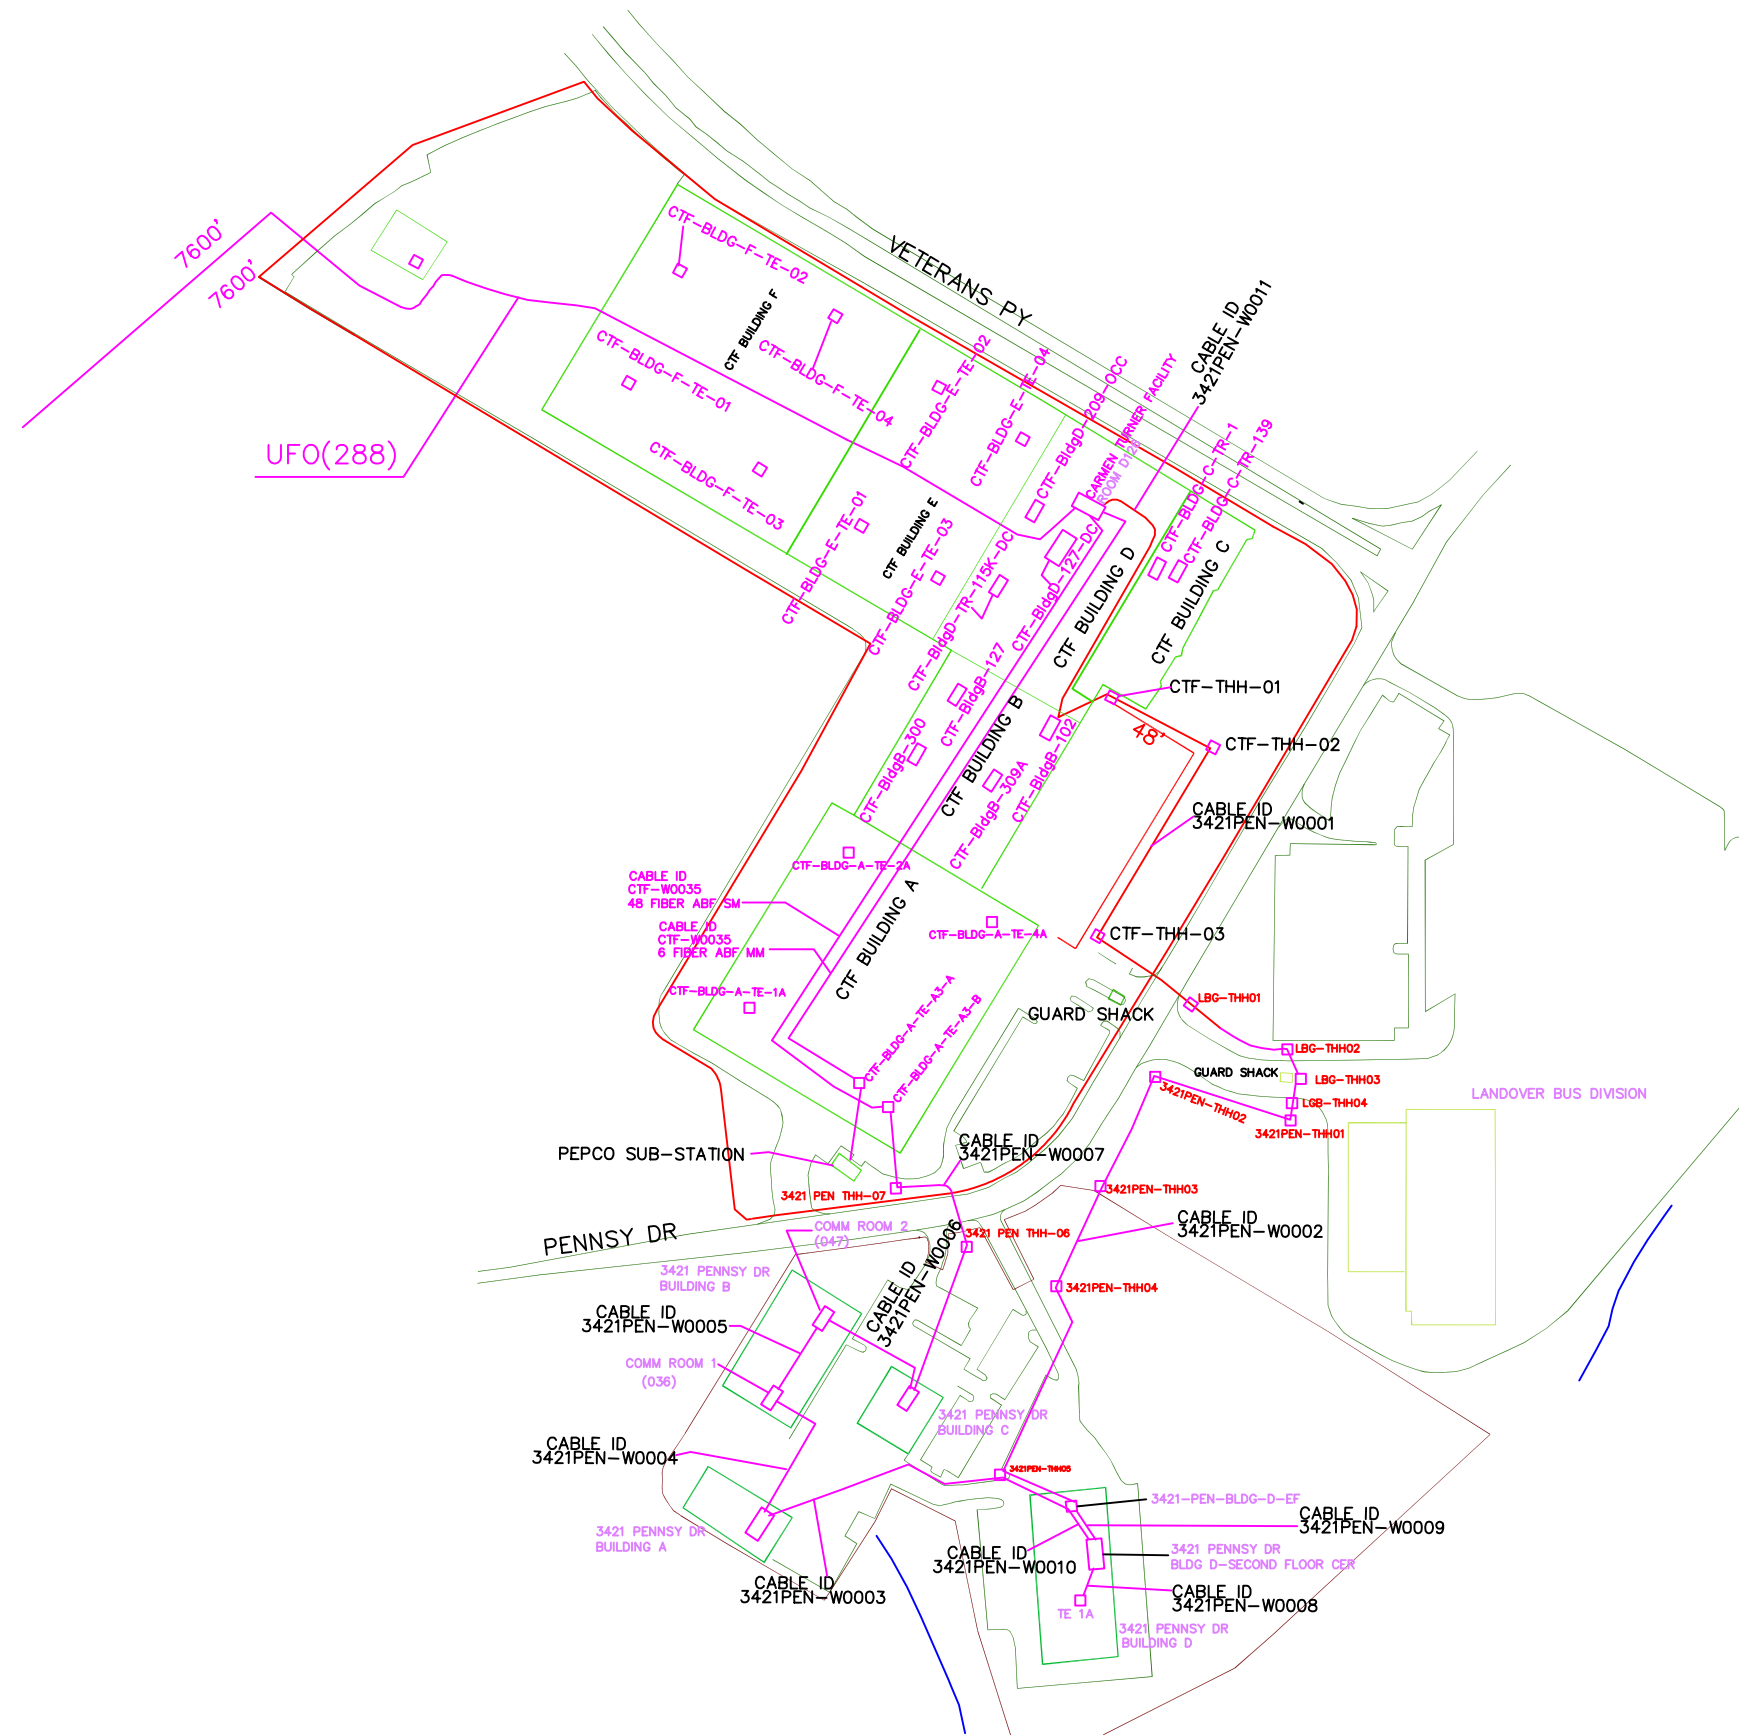 7600'
7600'
UFO(288)
CTF-BLDG-F-TE-02
VETERANS PY
CTF BUILDING F
CTF-BLDG-F-TE-01
CTF-BLDG-F-TE-04
CTF-BLDG-F-TE-03
CTF-BLDG-E-TE-02
CTF-BLDG-E-TE-04
CTF-BldgD-209-OCC
CARMEN TURNER FACILITY
ROOM D128
CABLE ID
3421PEN-W0011
CTF-BLDG-C-TR-1
CTF-BLDG-C-TR-139
CTF-BLDG-E-TE-01
CTF BUILDING E
CTF-BLDG-E-TE-03
CTF-BldgD-TR-115K-DC
CTF-BldgD-127-DC
CTF BUILDING D
CTF BUILDING C
CTF-BldgB-127
CTF-BldgB-300
CTF BUILDING B
CTF-BldgB-309A
CTF-BldgB-102
CTF-THH-01
48'
CTF-THH-02
CABLE ID
3421PEN-W0001
CTF-BLDG-A-TE-2A
CABLE ID
CTF-W0035
48 FIBER ABF SM
CABLE ID
CTF-W0035
6 FIBER ABF MM
CTF BUILDING A
CTF-BLDG-A-TE-4A
CTF-THH-03
CTF-BLDG-A-TE-1A
CTF-BLDG-A-TE-A3-A
CTF-BLDG-A-TE-A3-B
GUARD SHACK
LBG-THH01
LBG-THH02
GUARD SHACK
LBG-THH03
3421PEN-THH02
LGB-THH04
3421PEN-THH01
LANDOVER BUS DIVISION
PEPCO SUB-STATION
CABLE ID
3421PEN-W0007
3421 PEN THH-07
3421PEN-THH03
PENNSY DR
COMM ROOM 2
(047)
CABLE ID
3421PEN-W0006
3421 PEN THH-06
CABLE ID
3421PEN-W0002
3421 PENNSY DR
BUILDING B
3421PEN-THH04
CABLE ID
3421PEN-W0005
COMM ROOM 1
(036)
3421 PENNSY DR
BUILDING C
CABLE ID
3421PEN-W0004
3421PEN-THH05
3421-PEN-BLDG-D-EF
CABLE ID
3421PEN-W0009
3421 PENNSY DR
BUILDING A
CABLE ID
3421PEN-W0010
3421 PENNSY DR
BLDG D-SECOND FLOOR CER
CABLE ID
3421PEN-W0003
CABLE ID
3421PEN-W0008
TE 1A
3421 PENNSY DR
BUILDING D